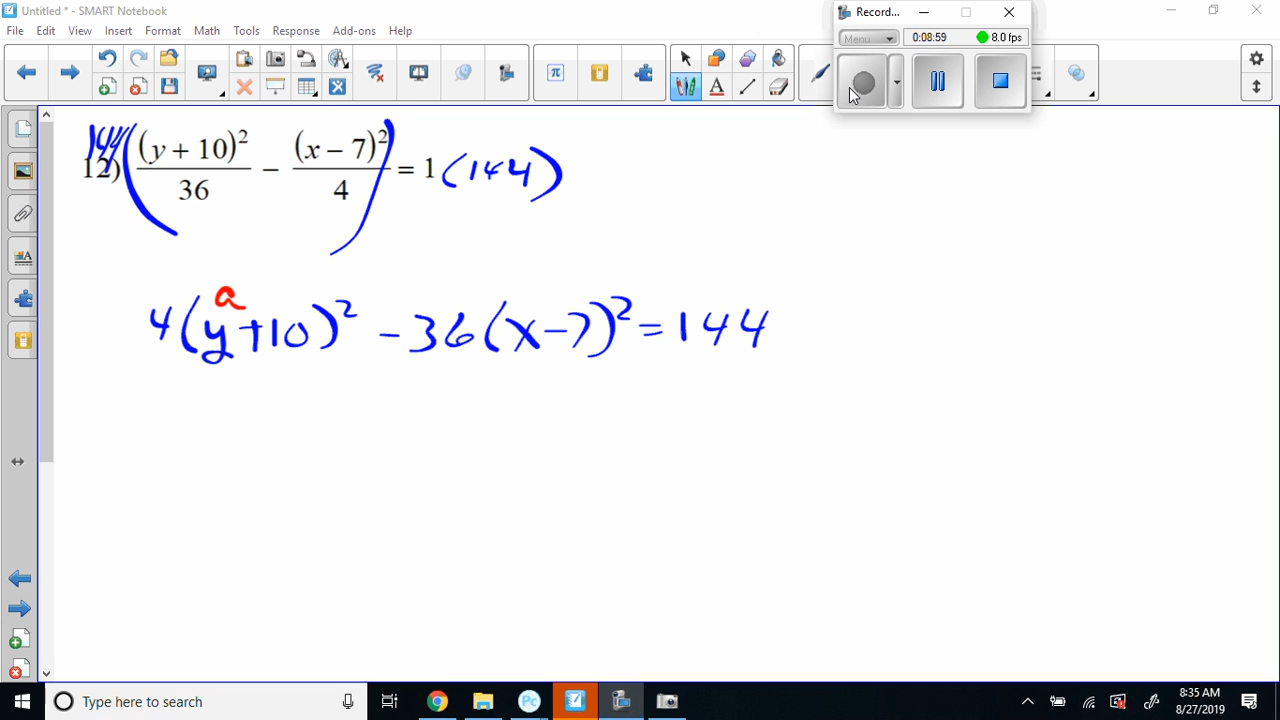 Untitled * - SMART Notebook
Record...
File Edit View Insert Format Math Tools Response Add-ons Help
Menu 0:08:59 8.0 fps
144
12) (y + 10)² / 36 − (x − 7)² / 4 = 1 (144)
a
4(y+10)² − 36(x−7)² = 144
Type here to search
8:35 AM
8/27/2019